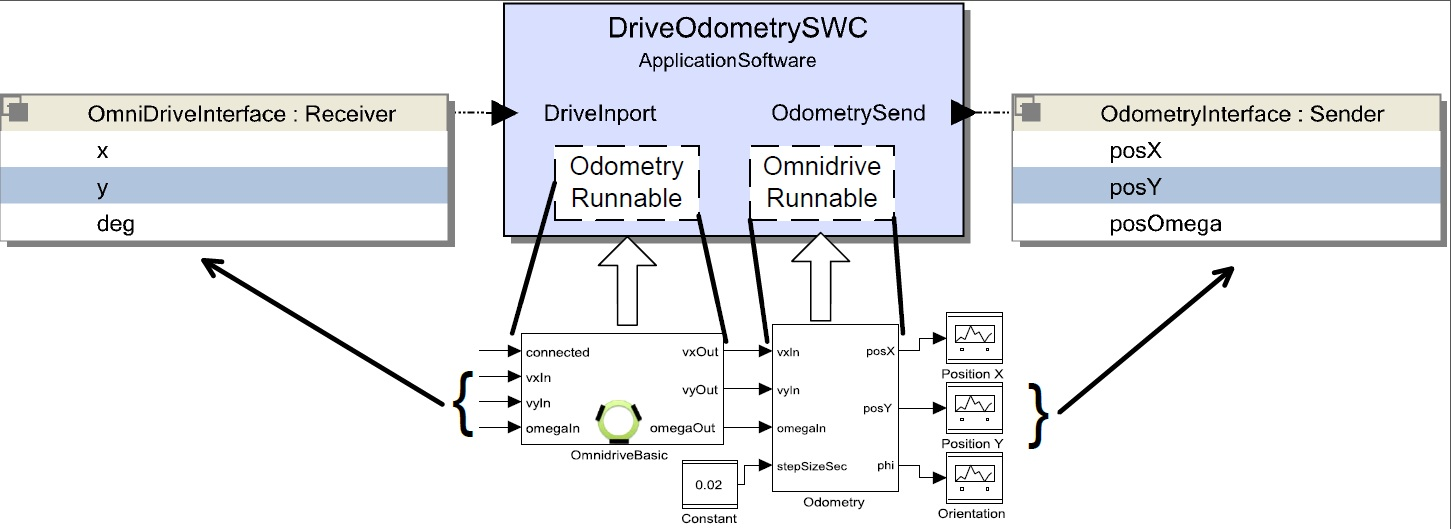 DriveOdometrySWC
ApplicationSoftware
OmniDriveInterface : Receiver
x
y
deg
DriveInport
OdometrySend
Odometry
Runnable
Omnidrive
Runnable
OdometryInterface : Sender
posX
posY
posOmega
connected
vxIn
vyIn
omegaIn
vxOut
vyOut
omegaOut
OmnidriveBasic
vxIn
vyIn
omegaIn
stepSizeSec
posX
posY
phi
Odometry
0.02
Constant
Position X
Position Y
Orientation